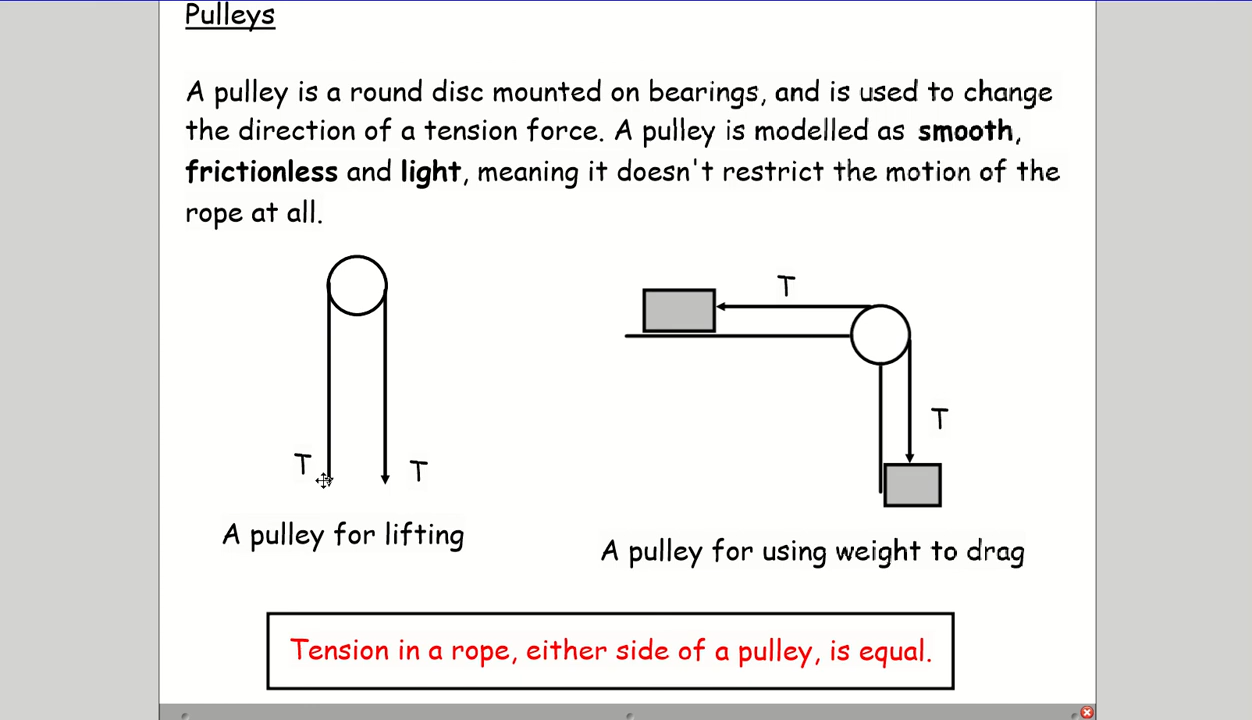 Pulleys
A pulley is a round disc mounted on bearings, and is used to change
the direction of a tension force. A pulley is modelled as smooth,
frictionless and light, meaning it doesn't restrict the motion of the
rope at all.
T
T
T
T
A pulley for lifting
A pulley for using weight to drag
Tension in a rope, either side of a pulley, is equal.